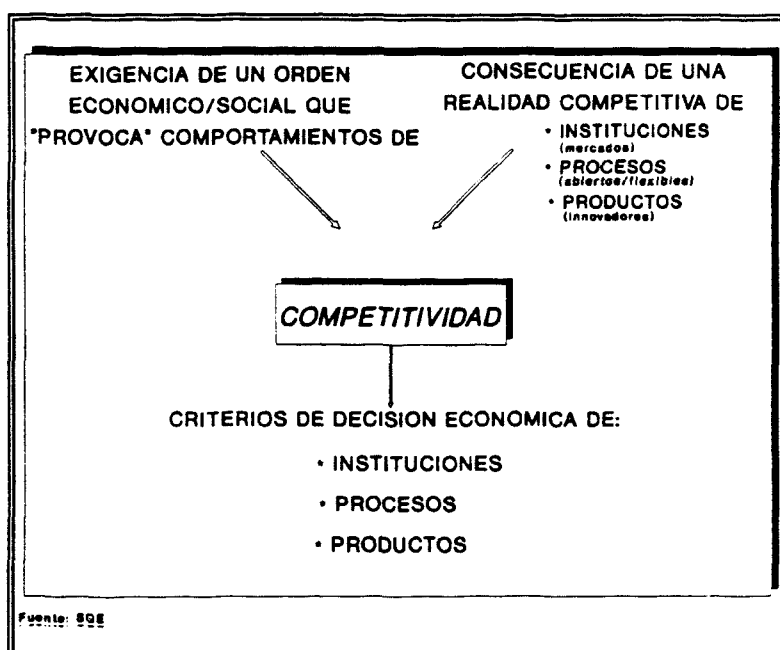 EXIGENCIA DE UN ORDEN
ECONOMICO/SOCIAL QUE
"PROVOCA" COMPORTAMIENTOS DE
CONSECUENCIA DE UNA
REALIDAD COMPETITIVA DE
• INSTITUCIONES
(mercados)
• PROCESOS
(abiertos/flexibles)
• PRODUCTOS
(innovadores)
COMPETITIVIDAD
CRITERIOS DE DECISION ECONOMICA DE:
• INSTITUCIONES
• PROCESOS
• PRODUCTOS
Fuente: SQE